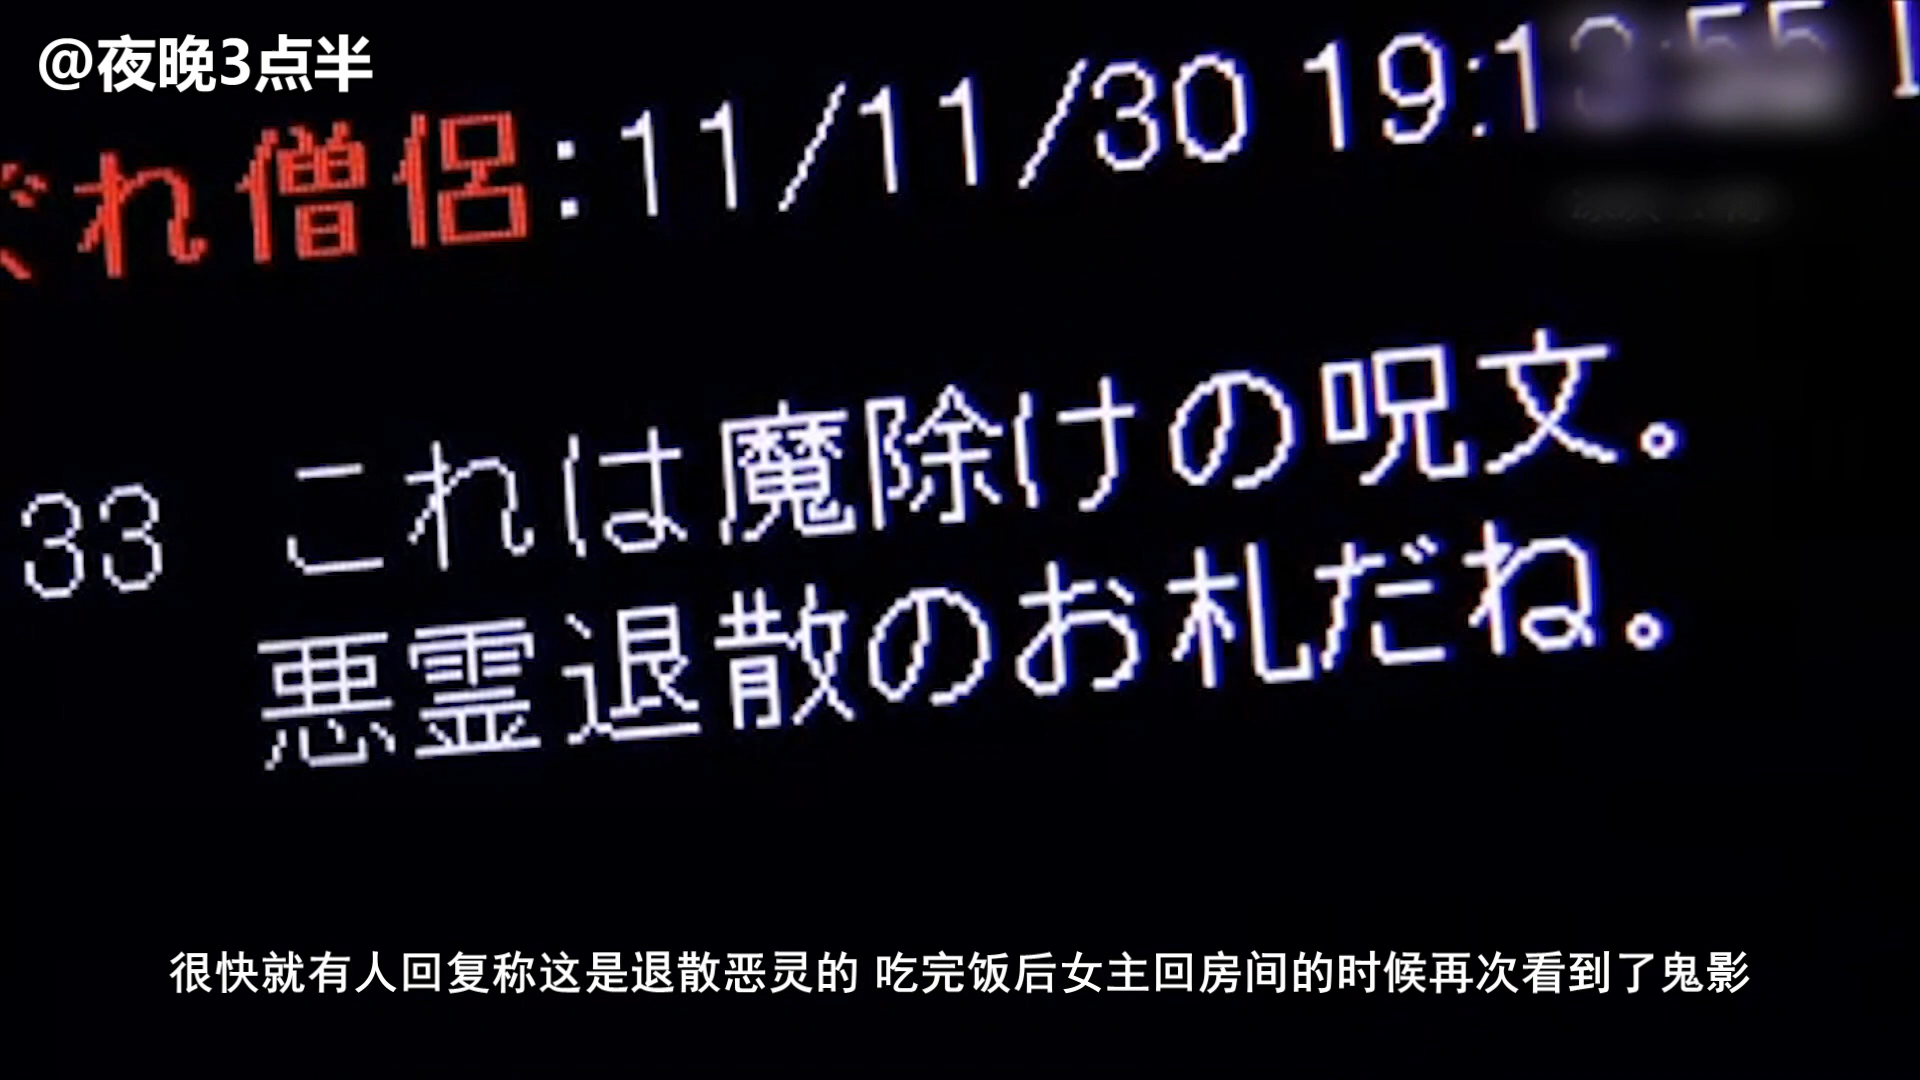 @夜晚3点半
ぐれ僧侶:11/11/30 19:1
33 これは魔除けの呪文。
悪霊退散のお札だね。
很快就有人回复称这是退散恶灵的 吃完饭后女主回房间的时候再次看到了鬼影